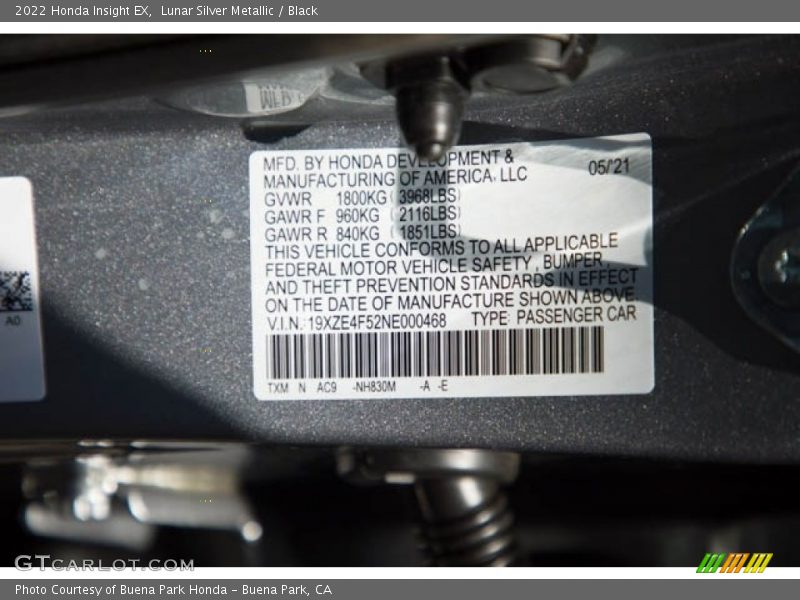 2022 Honda Insight EX, Lunar Silver Metallic / Black
MFD. BY HONDA DEVELOPMENT & 05/'21
MANUFACTURING OF AMERICA, LLC
GVWR 1800KG ( 3968LBS)
GAWR F 960KG ( 2116LBS)
GAWR R 840KG ( 1851LBS)
THIS VEHICLE CONFORMS TO ALL APPLICABLE
FEDERAL MOTOR VEHICLE SAFETY , BUMPER ,
AND THEFT PREVENTION STANDARDS IN EFFECT
ON THE DATE OF MANUFACTURE SHOWN ABOVE.
V.I.N. 19XZE4F52NE000468 TYPE: PASSENGER CAR
TXM N AC9 -NH830M -A -E
A0
GTCARLOT.COM
Photo Courtesy of Buena Park Honda - Buena Park, CA